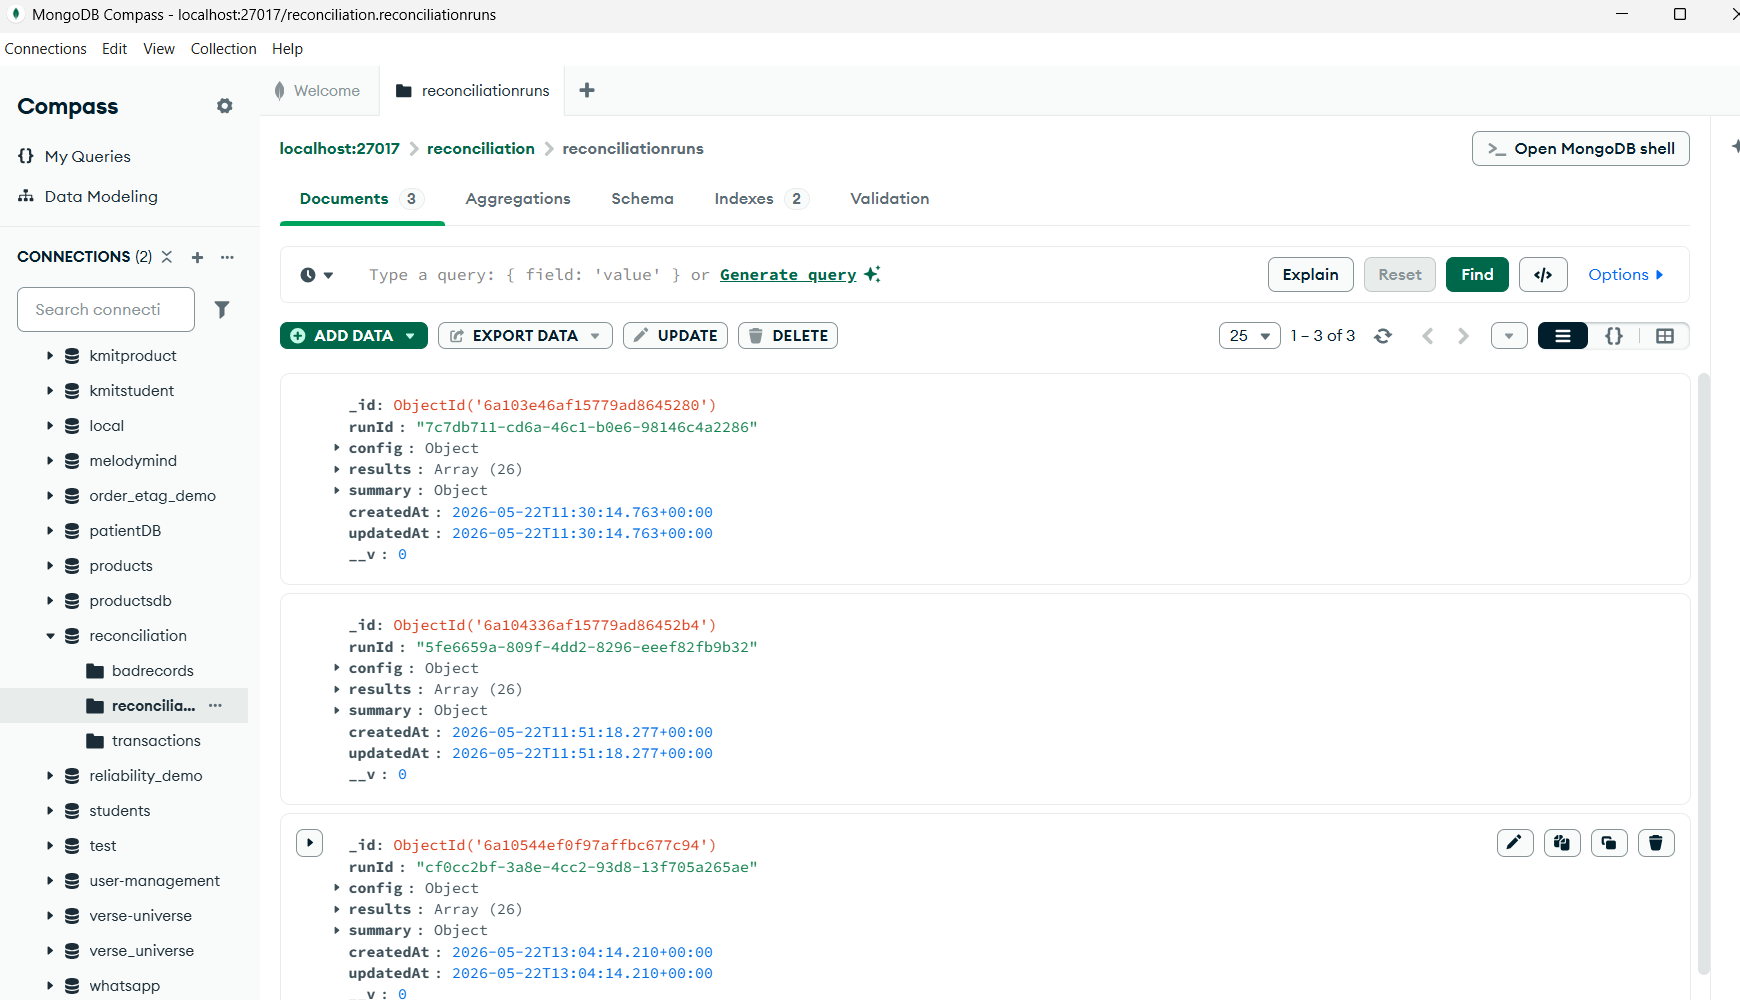 MongoDB Compass - localhost:27017/reconciliation.reconciliationruns
Connections Edit View Collection Help
Compass
My Queries
Data Modeling
CONNECTIONS (2)
Search connecti
kmitproduct
kmitstudent
local
melodymind
order_etag_demo
patientDB
products
productsdb
reconciliation
badrecords
reconcilia...
transactions
reliability_demo
students
test
user-management
verse-universe
verse_universe
whatsapp
Welcome
reconciliationruns
localhost:27017 > reconciliation > reconciliationruns
>_ Open MongoDB shell
Documents 3 Aggregations Schema Indexes 2 Validation
Type a query: { field: 'value' } or Generate query
Explain Reset Find </> Options
ADD DATA EXPORT DATA UPDATE DELETE
25 1 – 3 of 3 {}
_id: ObjectId('6a103e46af15779ad8645280')
runId : "7c7db711-cd6a-46c1-b0e6-98146c4a2286"
config : Object
results : Array (26)
summary : Object
createdAt : 2026-05-22T11:30:14.763+00:00
updatedAt : 2026-05-22T11:30:14.763+00:00
__v : 0
_id: ObjectId('6a104336af15779ad86452b4')
runId : "5fe6659a-809f-4dd2-8296-eeef82fb9b32"
config : Object
results : Array (26)
summary : Object
createdAt : 2026-05-22T11:51:18.277+00:00
updatedAt : 2026-05-22T11:51:18.277+00:00
__v : 0
_id: ObjectId('6a10544ef0f97affbc677c94')
runId : "cf0cc2bf-3a8e-4cc2-93d8-13f705a265ae"
config : Object
results : Array (26)
summary : Object
createdAt : 2026-05-22T13:04:14.210+00:00
updatedAt : 2026-05-22T13:04:14.210+00:00
__v : 0